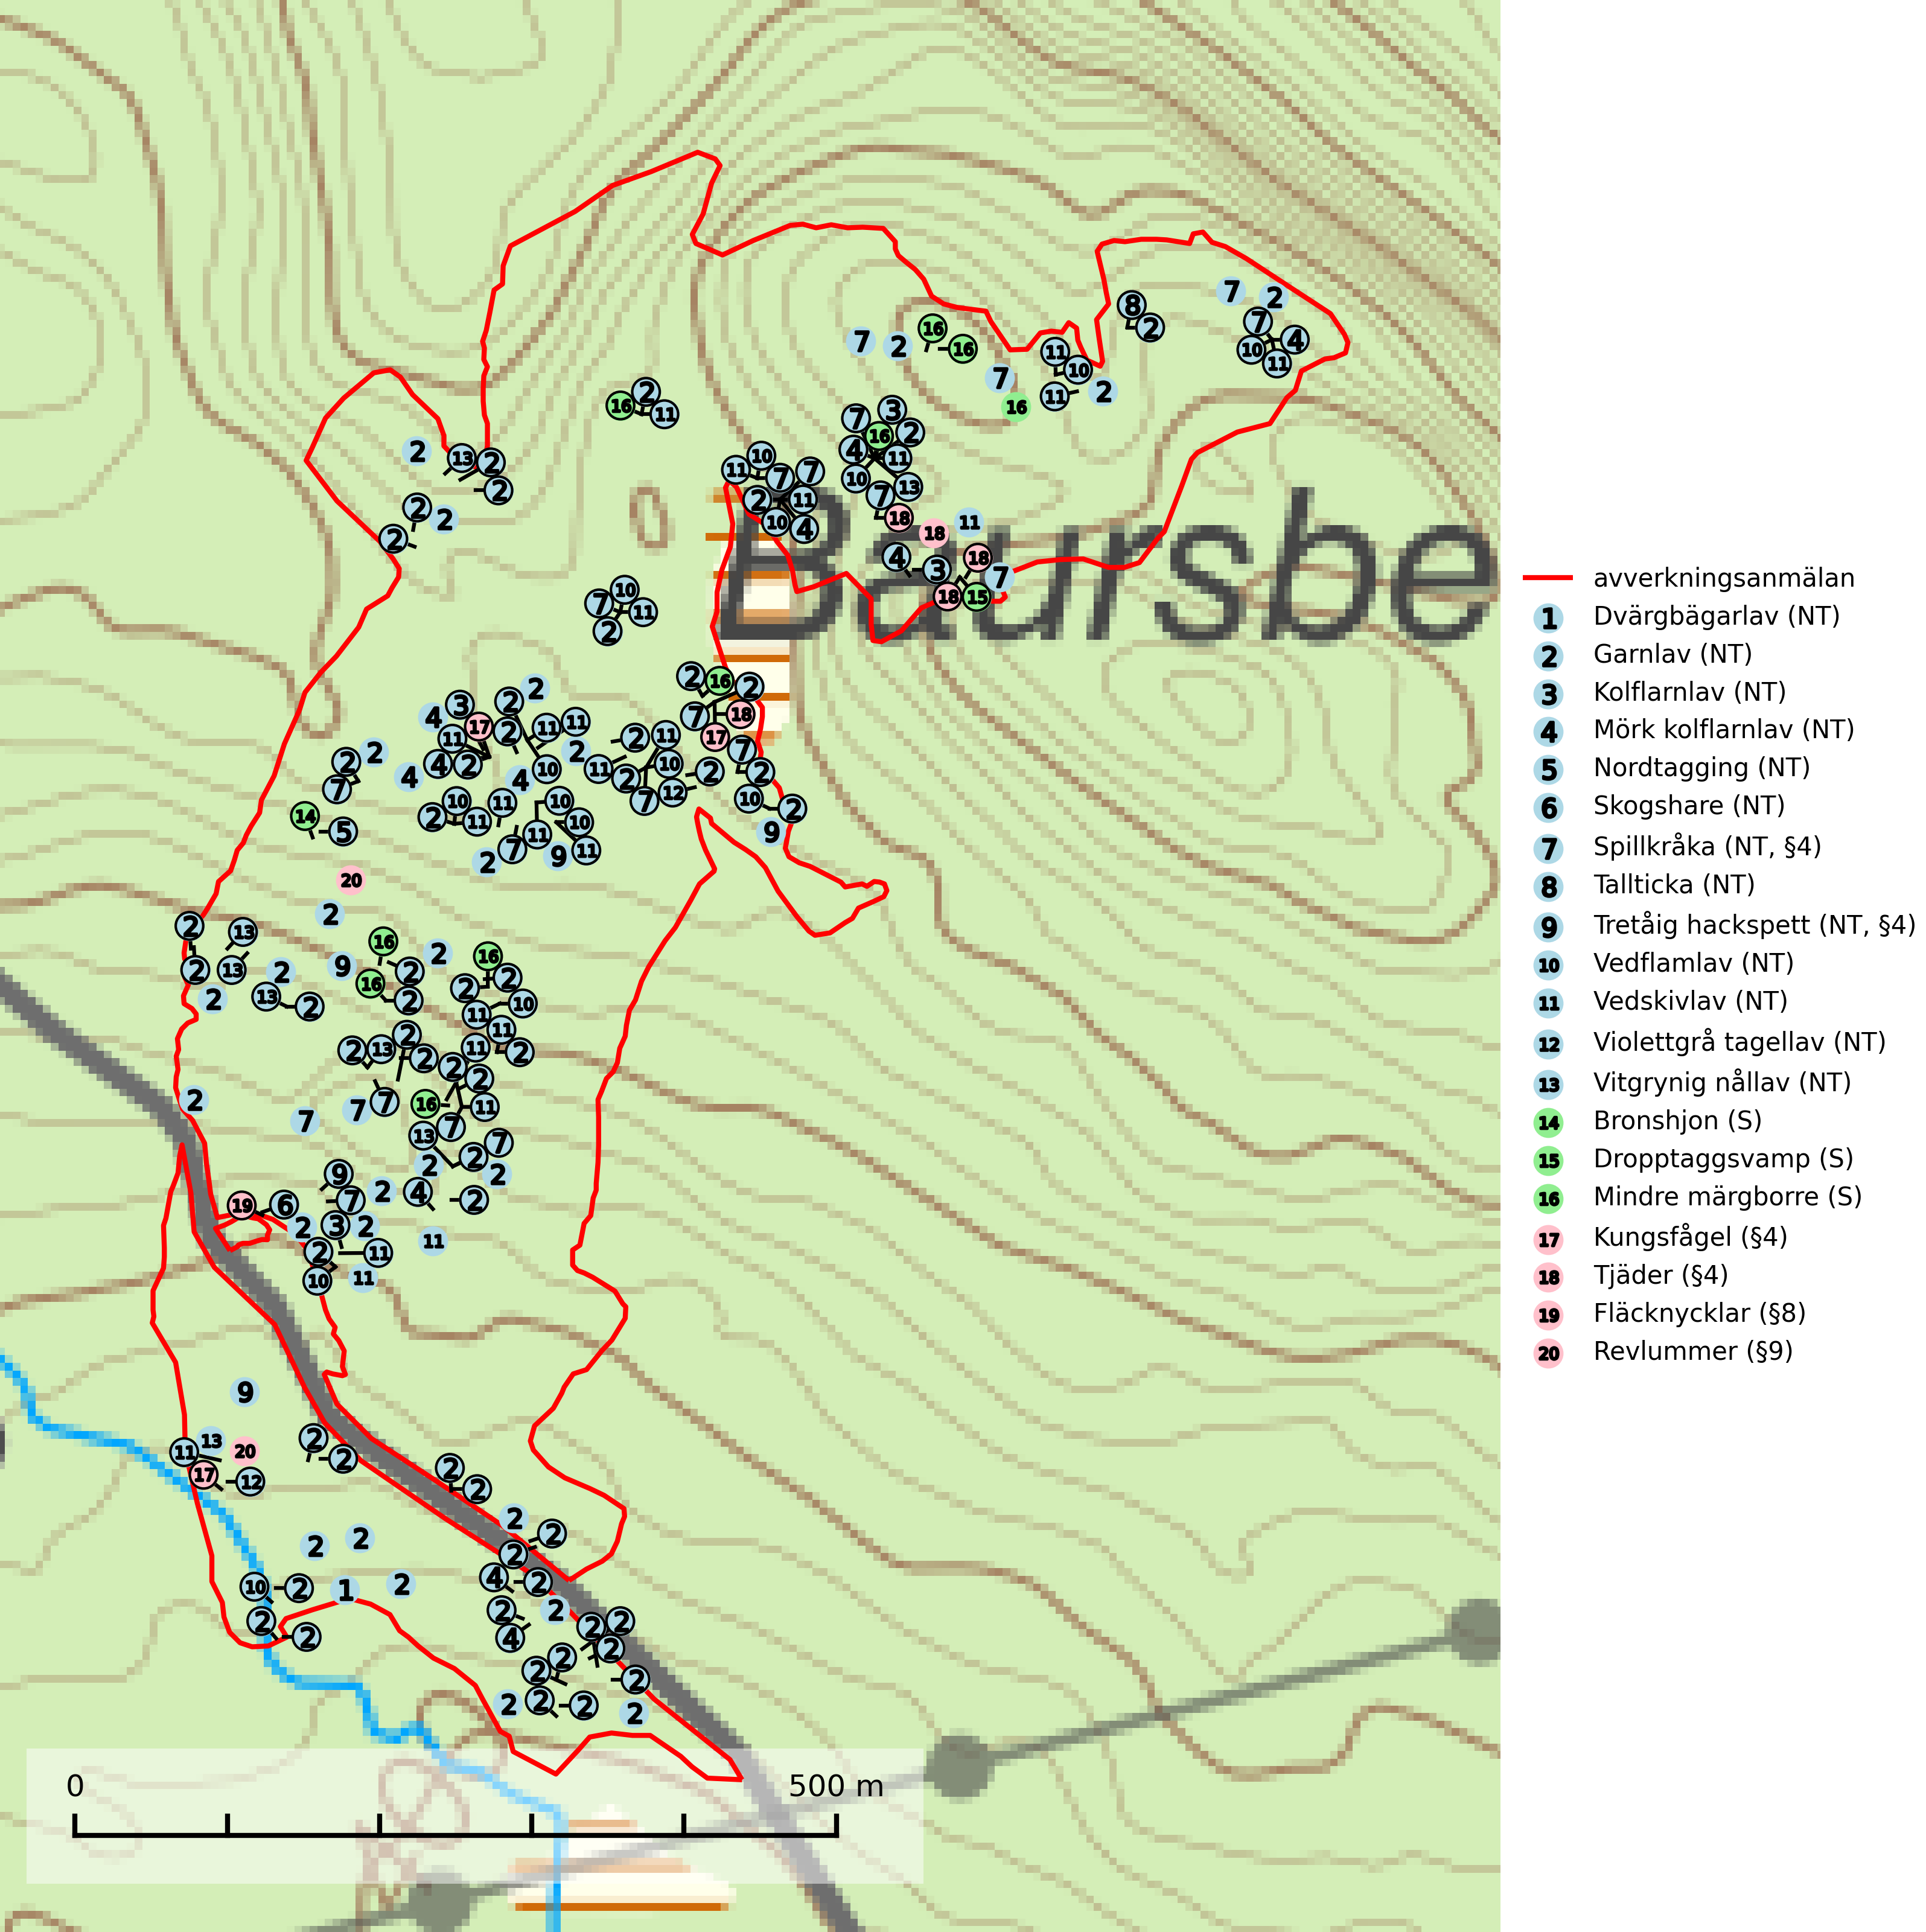 Baursbe
0 500 m
avverkningsanmälan
1 Dvärgbägarlav (NT)
2 Garnlav (NT)
3 Kolflarnlav (NT)
4 Mörk kolflarnlav (NT)
5 Nordtagging (NT)
6 Skogshare (NT)
7 Spillkråka (NT, §4)
8 Tallticka (NT)
9 Tretåig hackspett (NT, §4)
10 Vedflamlav (NT)
11 Vedskivlav (NT)
12 Violettgrå tagellav (NT)
13 Vitgrynig nållav (NT)
14 Bronshjon (S)
15 Dropptaggsvamp (S)
16 Mindre märgborre (S)
17 Kungsfågel (§4)
18 Tjäder (§4)
19 Fläcknycklar (§8)
20 Revlummer (§9)